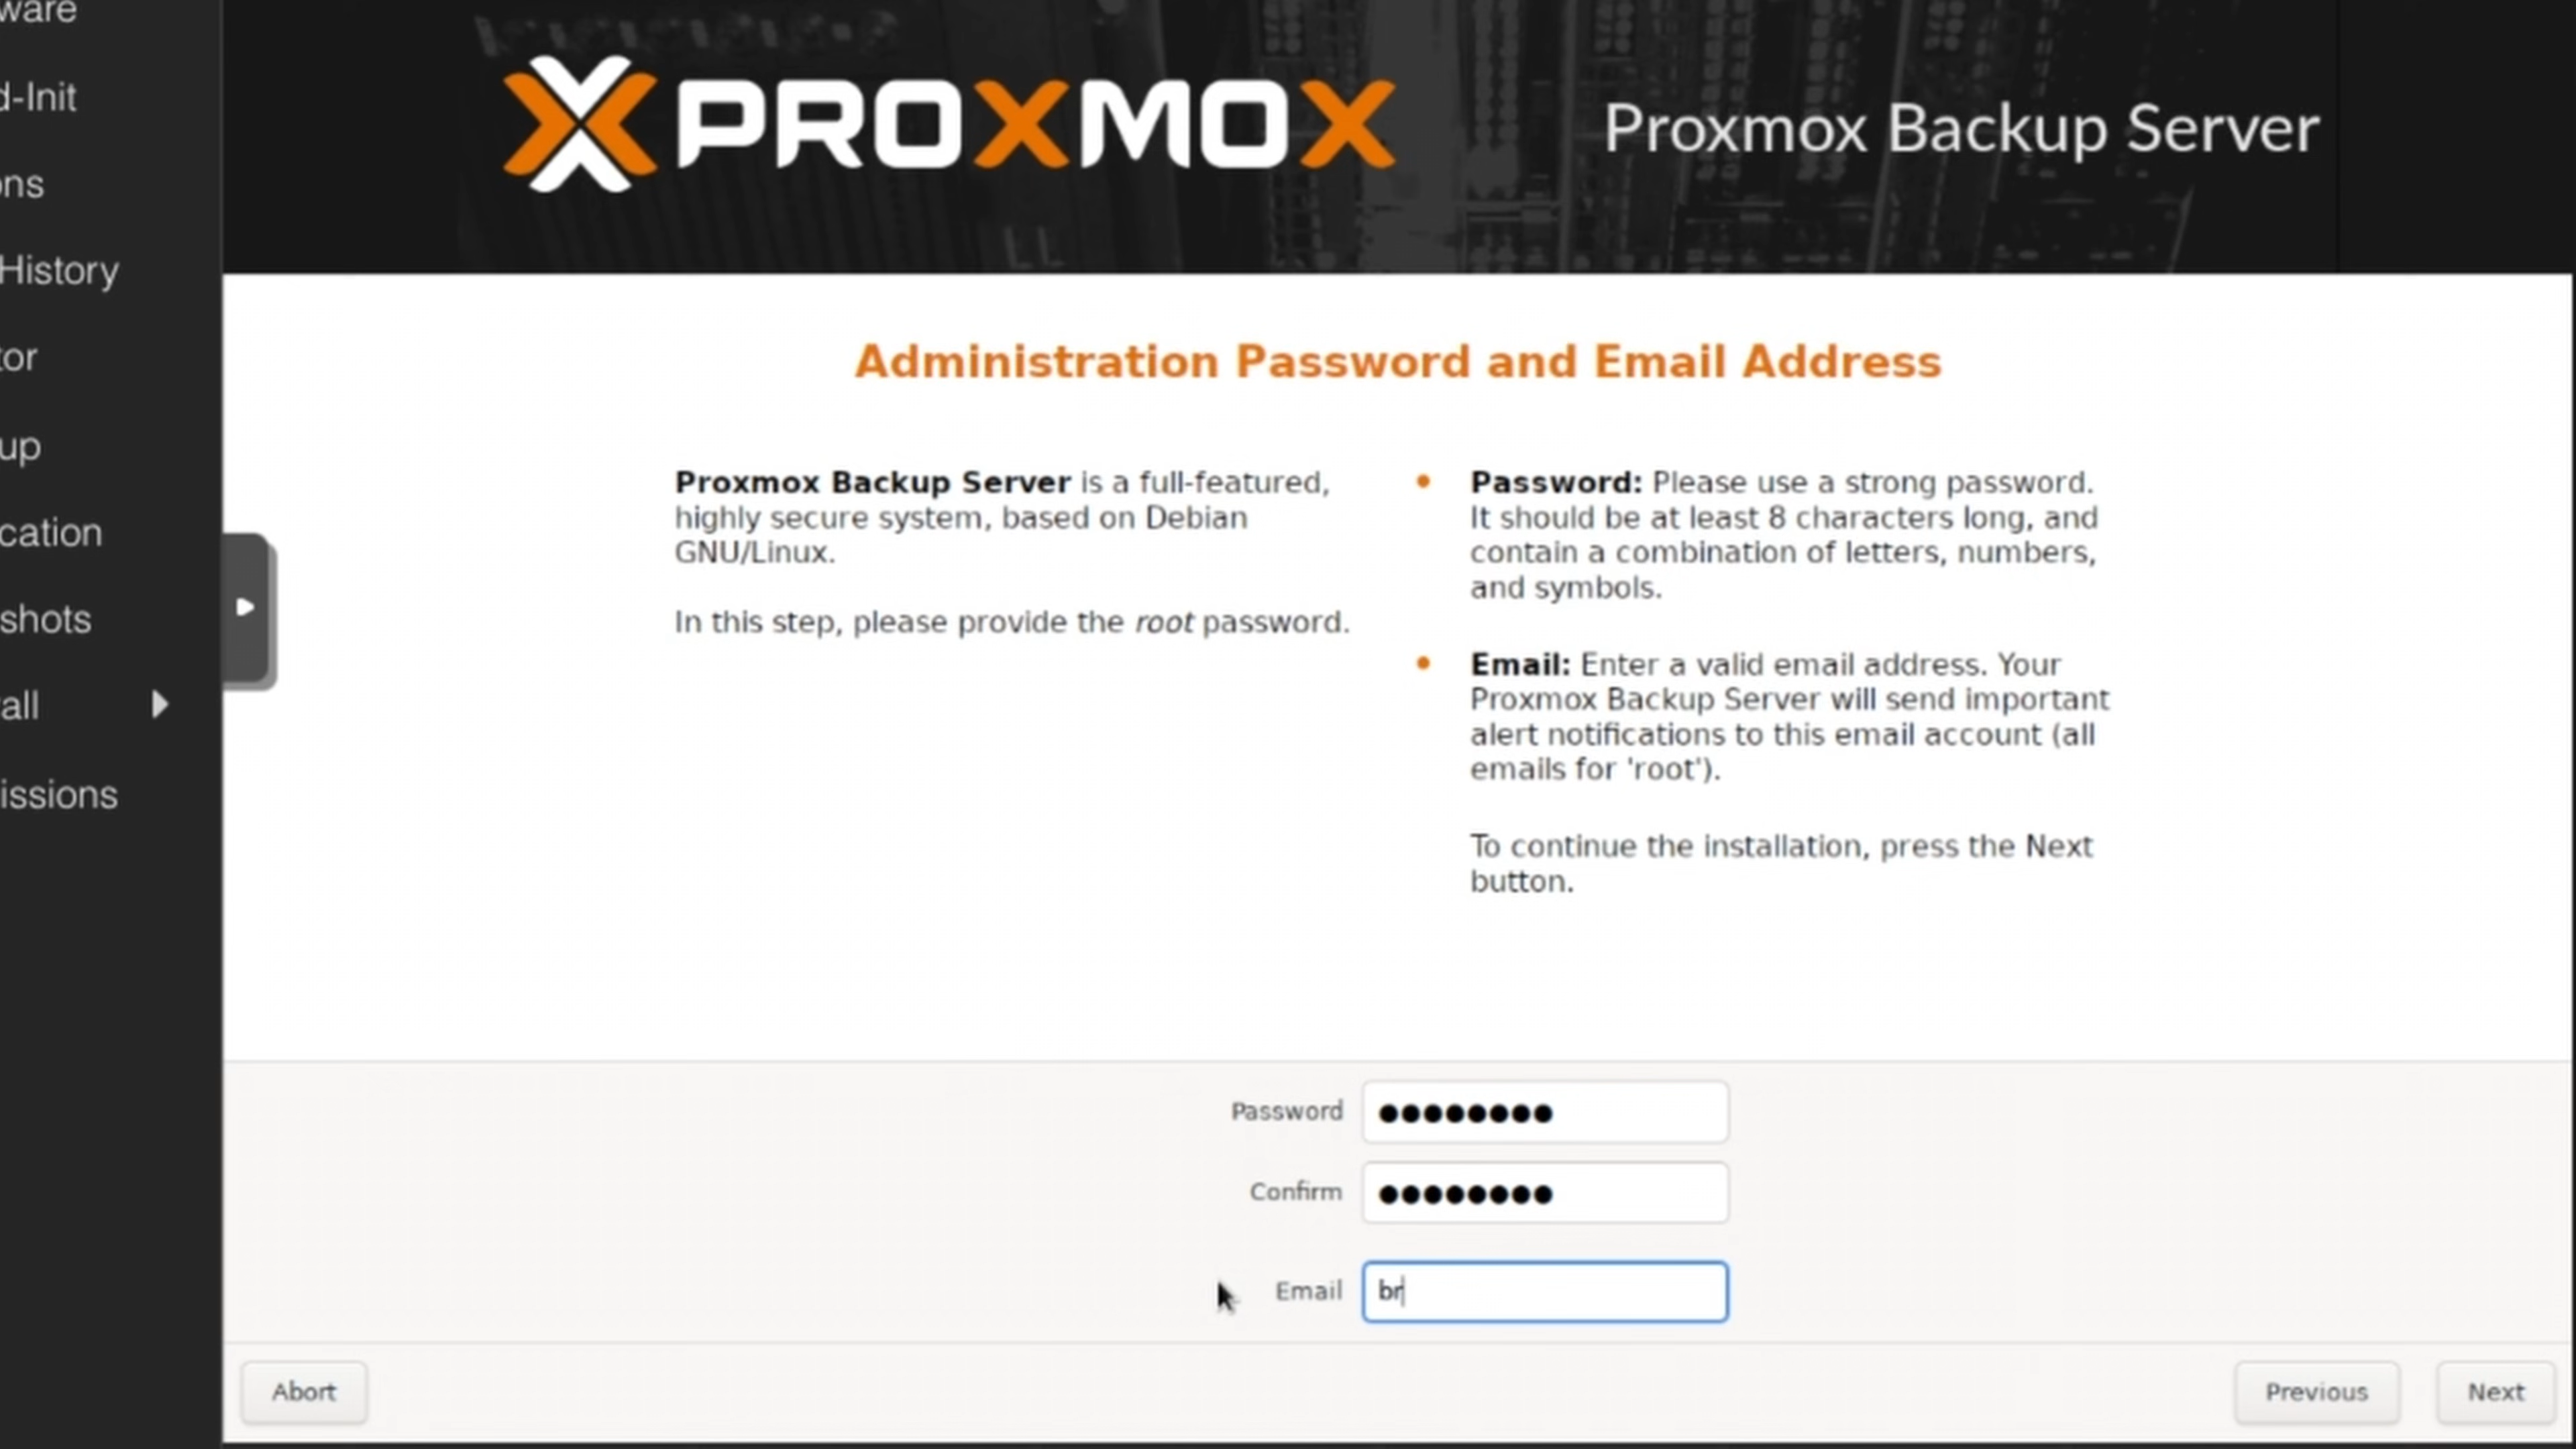 ware
d-Init
ons
History
tor
up
cation
shots
all
issions
PROXMOX
Proxmox Backup Server
Administration Password and Email Address
Proxmox Backup Server is a full-featured,
highly secure system, based on Debian
GNU/Linux.
In this step, please provide the root password.
Password: Please use a strong password.
It should be at least 8 characters long, and
contain a combination of letters, numbers,
and symbols.
Email: Enter a valid email address. Your
Proxmox Backup Server will send important
alert notifications to this email account (all
emails for 'root').
To continue the installation, press the Next
button.
Password ●●●●●●●●
Confirm ●●●●●●●●
Email br
Abort
Previous
Next